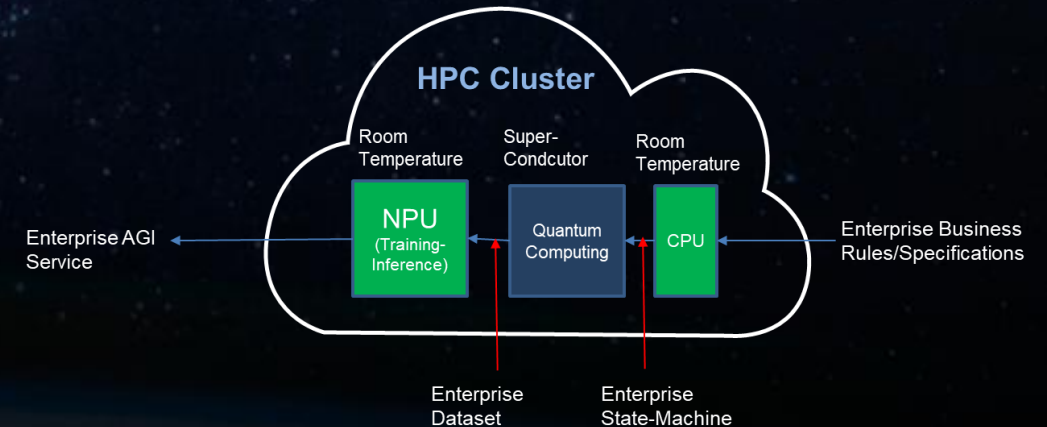 HPC Cluster
Room
Temperature
Super-
Condcutor
Room
Temperature
NPU
(Training-
Inference)
Quantum
Computing
CPU
Enterprise AGI
Service
Enterprise Business
Rules/Specifications
Enterprise
Dataset
Enterprise
State-Machine